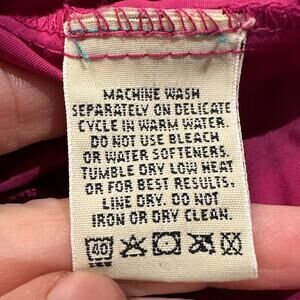 MACHINE WASH
SEPARATELY ON DELICATE
CYCLE IN WARM WATER.
DO NOT USE BLEACH
OR WATER SOFTENERS.
TUMBLE DRY LOW HEAT
OR FOR BEST RESULTS,
LINE DRY. DO NOT
IRON OR DRY CLEAN.
40